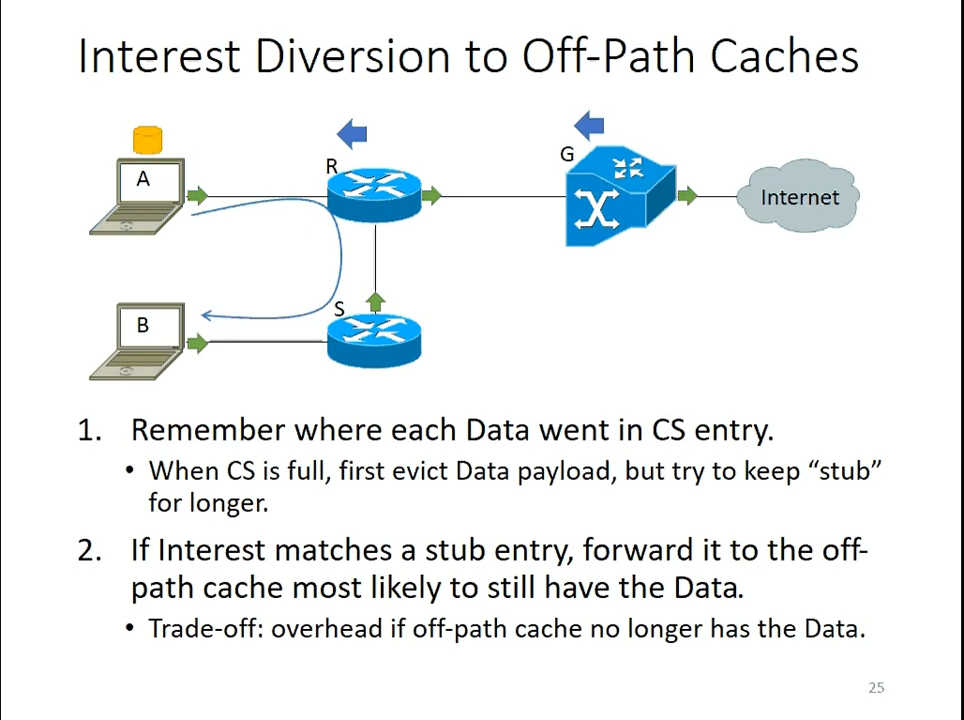 Interest Diversion to Off-Path Caches
A
R
G
Internet
B
S
1. Remember where each Data went in CS entry.
• When CS is full, first evict Data payload, but try to keep “stub”
for longer.
2. If Interest matches a stub entry, forward it to the off-
path cache most likely to still have the Data.
• Trade-off: overhead if off-path cache no longer has the Data.
25